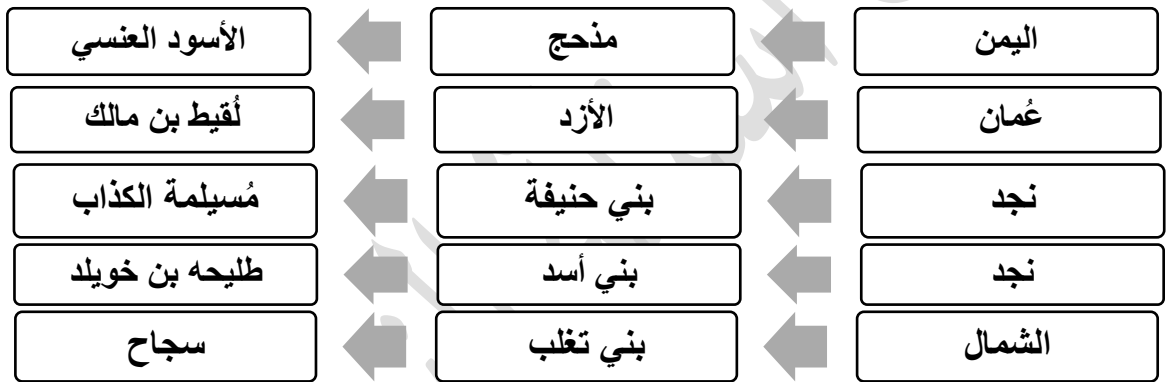 اليمن مذحج الأسود العنسي
عُمان الأزد لُقيط بن مالك
نجد بني حنيفة مُسيلمة الكذاب
نجد بني أسد طليحه بن خويلد
الشمال بني تغلب سجاح